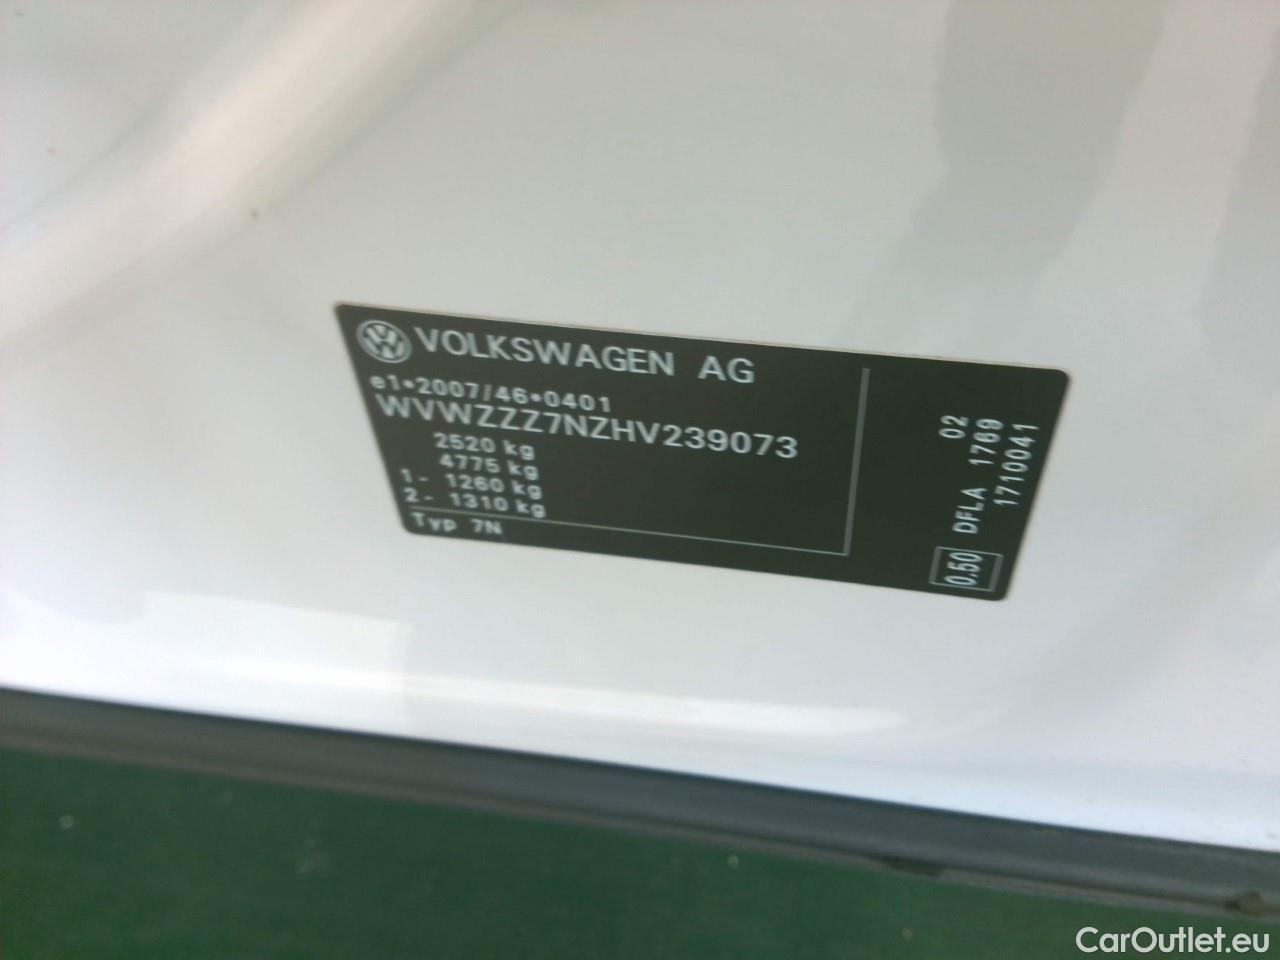 VOLKSWAGEN AG
e1*2007/46*0401
WVWZZZ7NZHV239073
2520 kg
4775 kg
1- 1260 kg
2- 1310 kg
Typ 7N
02
DFLA 1769
1710041
0.50
CarOutlet.eu